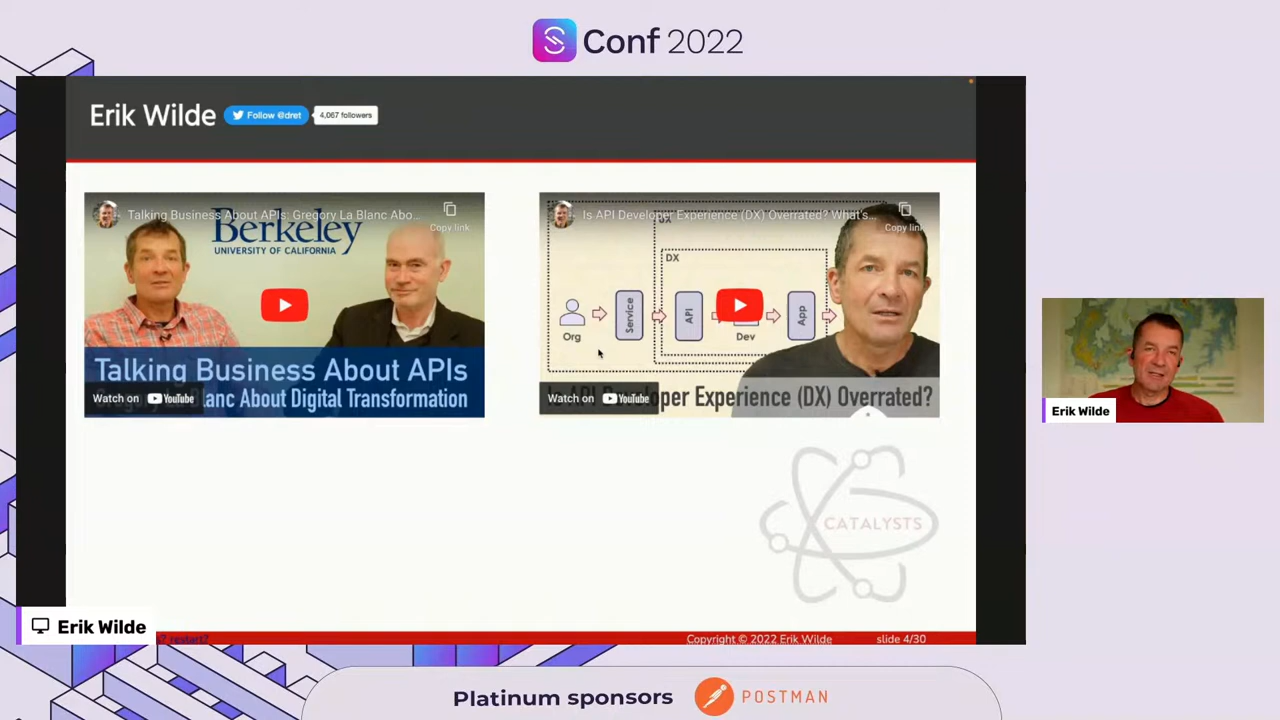 Conf 2022
Erik Wilde
Follow @dret
4,067 followers
Talking Business About APIs: Gregory La Blanc Abo...
Copy link
Berkeley
UNIVERSITY OF CALIFORNIA
Talking Business About APIs
Watch on YouTube
Blanc About Digital Transformation
Is API Developer Experience (DX) Overrated? What's...
Copy link
DX
Org
Service
API
Dev
App
Watch on YouTube
Developer Experience (DX) Overrated?
CATALYSTS
Erik Wilde
Erik Wilde
restart?
Copyright © 2022 Erik Wilde
slide 4/30
Platinum sponsors
POSTMAN